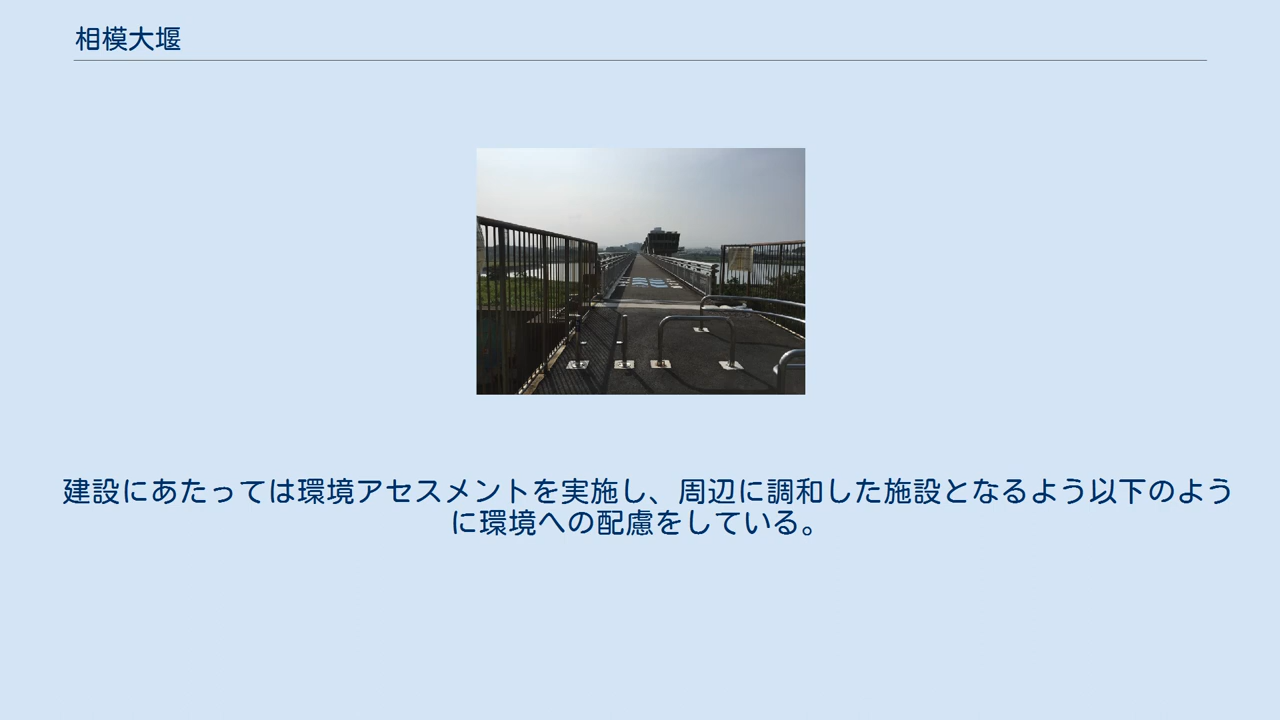 相模大堰
建設にあたっては環境アセスメントを実施し、周辺に調和した施設となるよう以下のよう
に環境への配慮をしている。